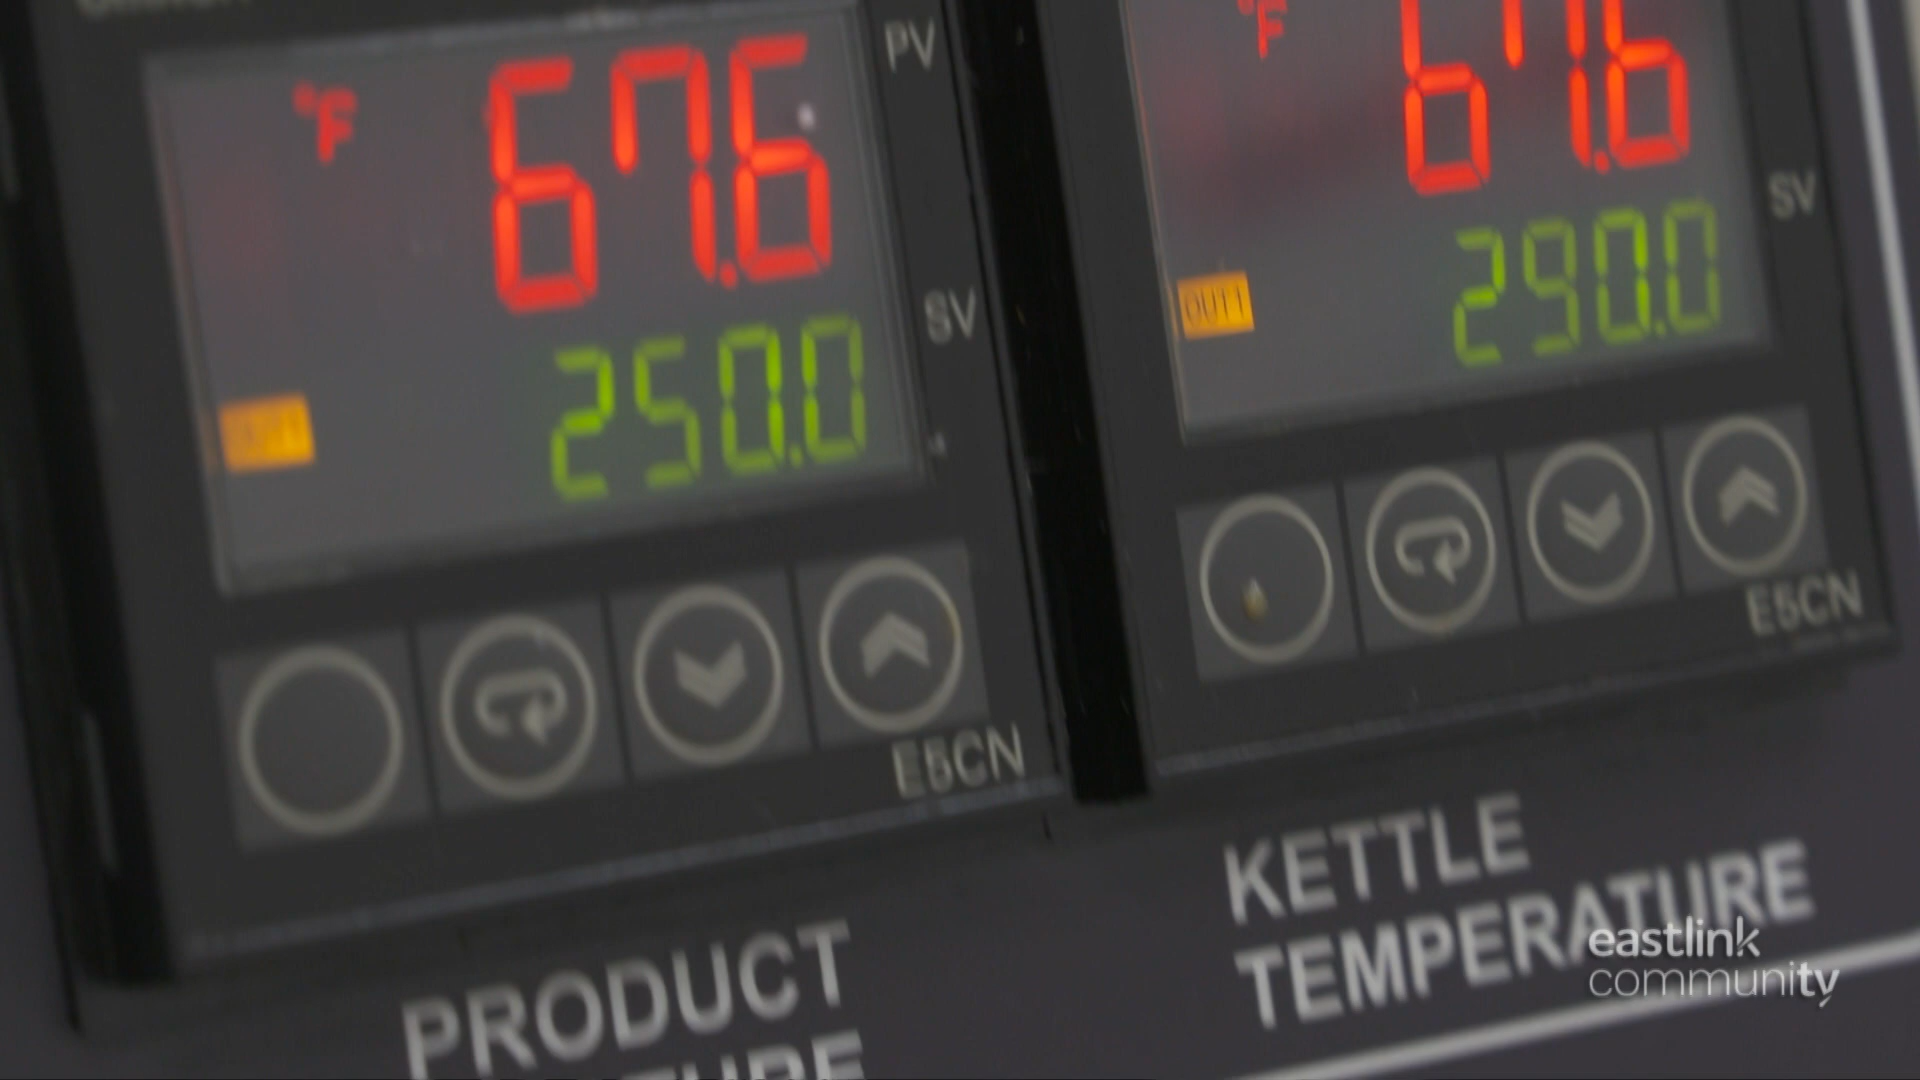 PV
°F 67.6
SV
250.0
OUT1
E5CN
PRODUCT
°F 67.6
SV
290.0
OUT1
E5CN
KETTLE
TEMPERATURE
eastlink
community